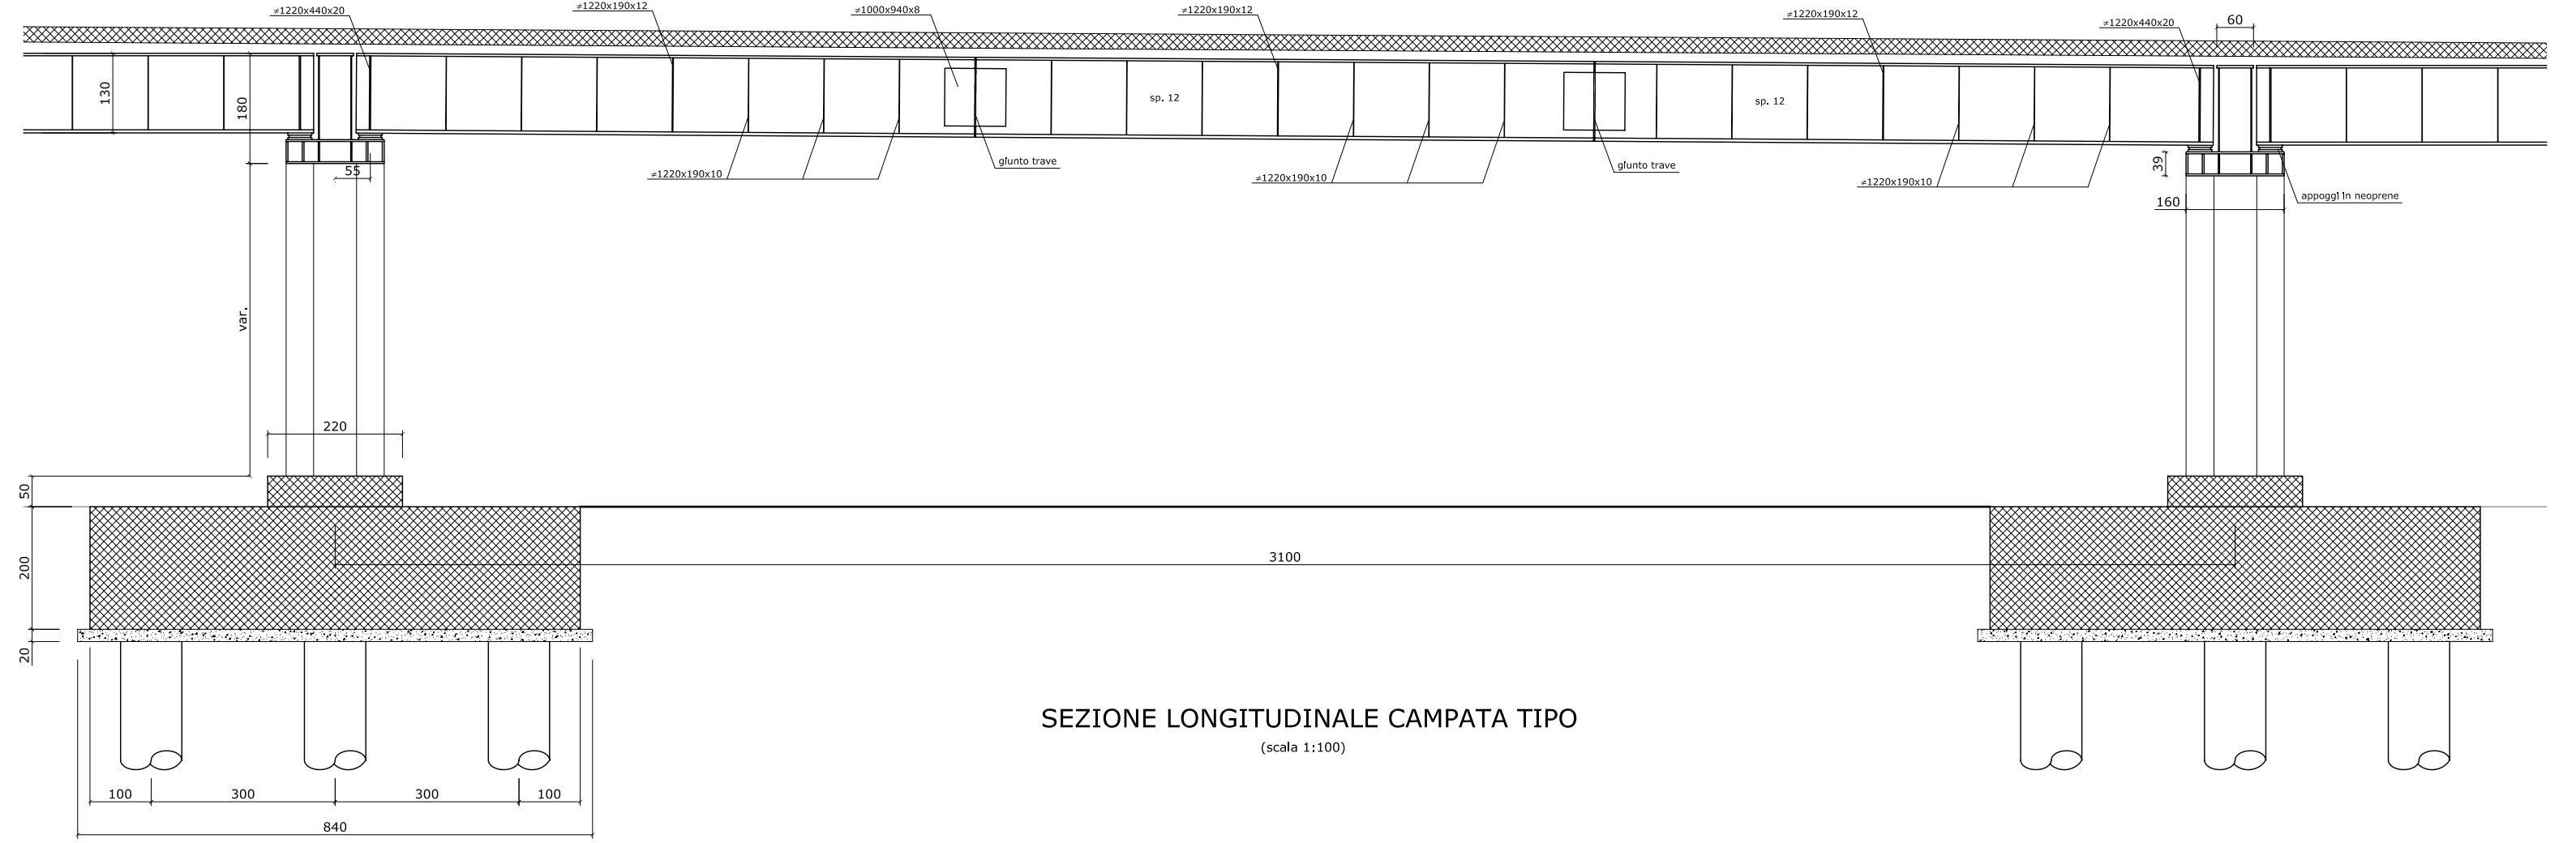 ≠1220x440x20
≠1220x190x12
≠1000x940x8
≠1220x190x12
≠1220x190x12
≠1220x440x20
60
130
180
sp. 12
sp. 12
55
≠1220x190x10
giunto trave
≠1220x190x10
giunto trave
≠1220x190x10
39
160
appoggi in neoprene
var.
220
50
200
20
3100
SEZIONE LONGITUDINALE CAMPATA TIPO
(scala 1:100)
100
300
300
100
840